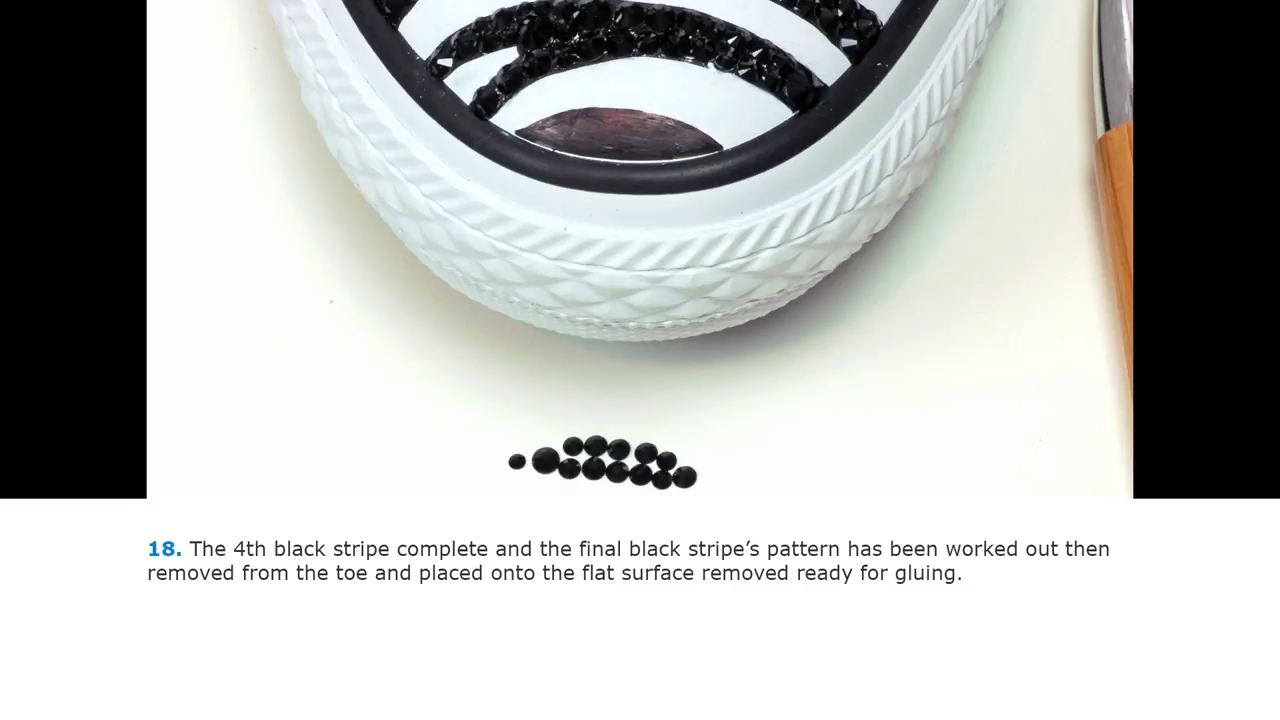 18. The 4th black stripe complete and the final black stripe’s pattern has been worked out then
removed from the toe and placed onto the flat surface removed ready for gluing.